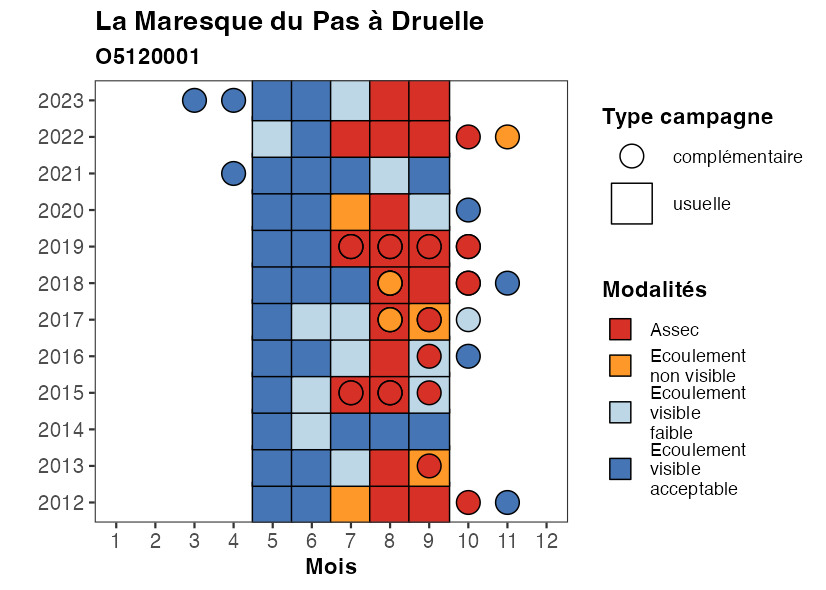 La Maresque du Pas à Druelle
O5120001
2023
2022
2021
2020
2019
2018
2017
2016
2015
2014
2013
2012
1 2 3 4 5 6 7 8 9 10 11 12
Mois
Type campagne
complémentaire
usuelle
Modalités
Assec
Ecoulement
non visible
Ecoulement
visible
faible
Ecoulement
visible
acceptable